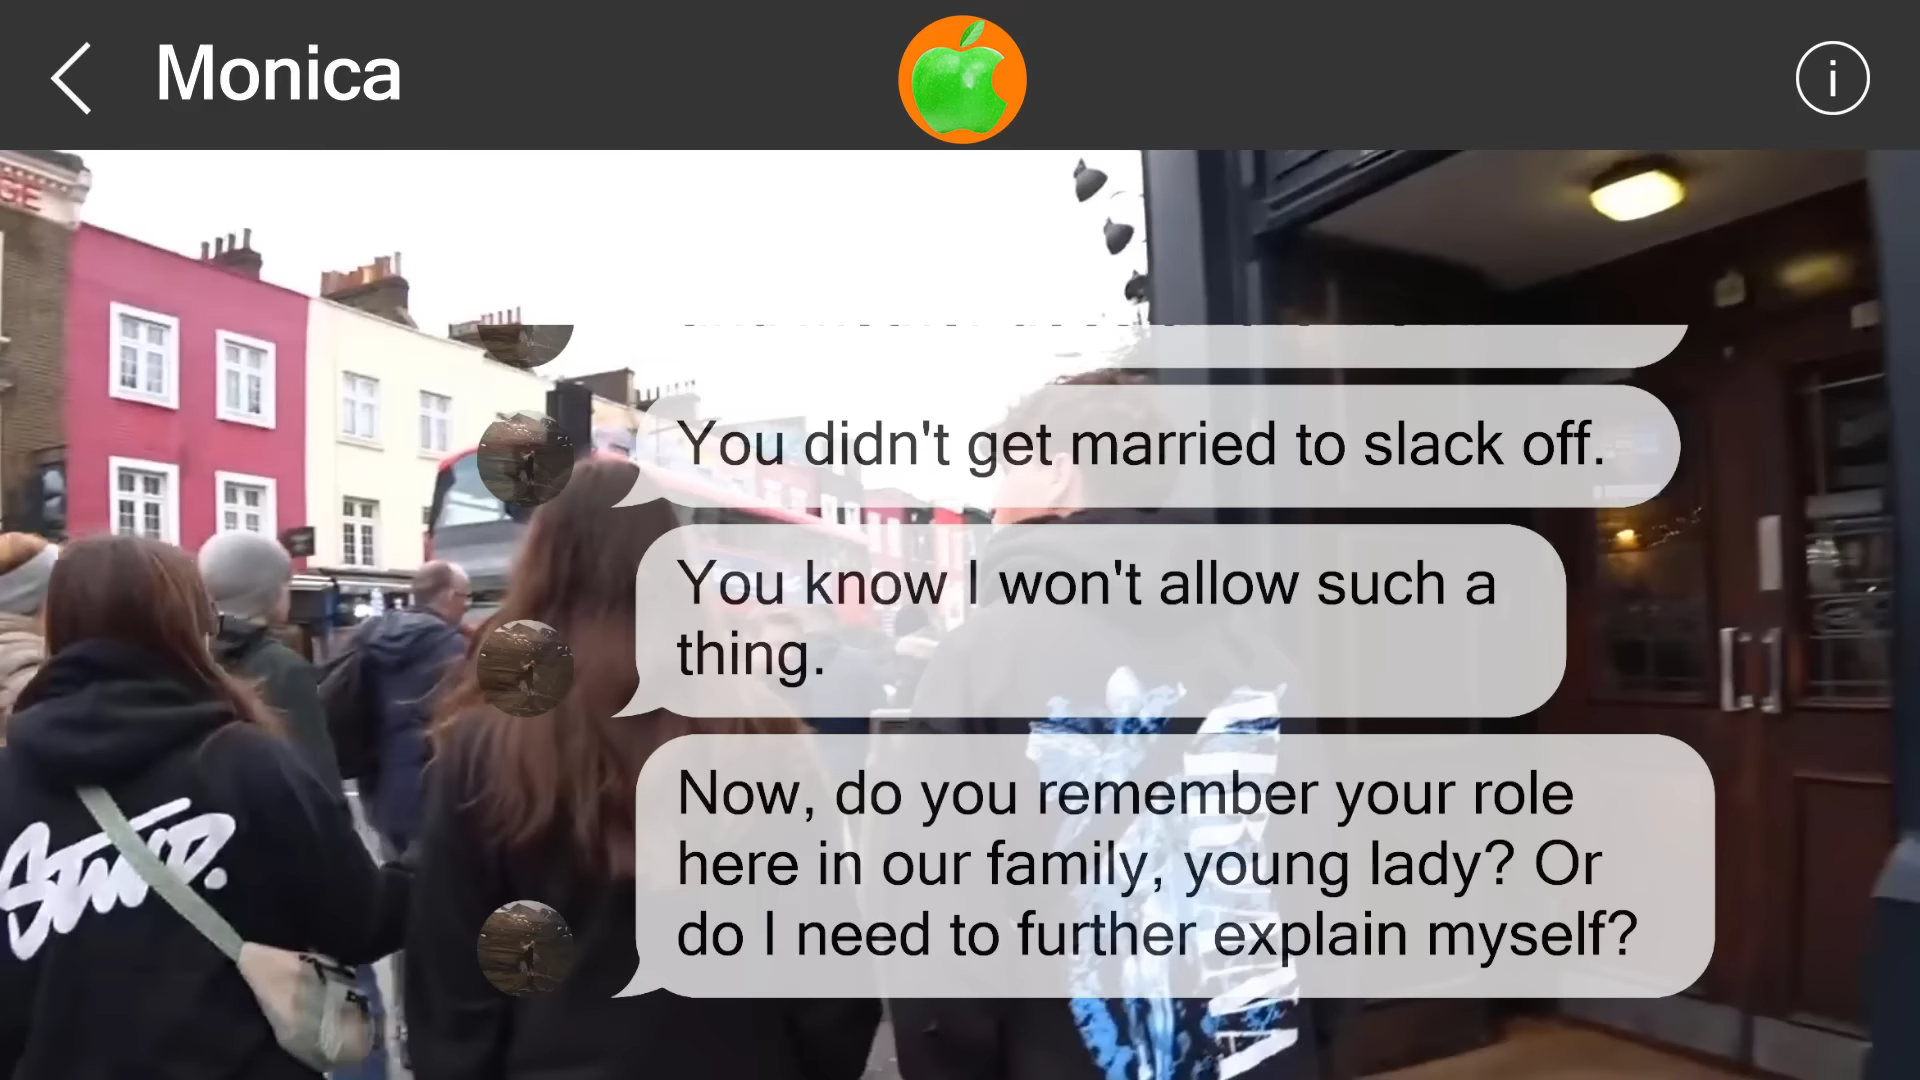 Monica
GE
You didn't get married to slack off.
You know I won't allow such a
thing.
Now, do you remember your role
here in our family, young lady? Or
do I need to further explain myself?